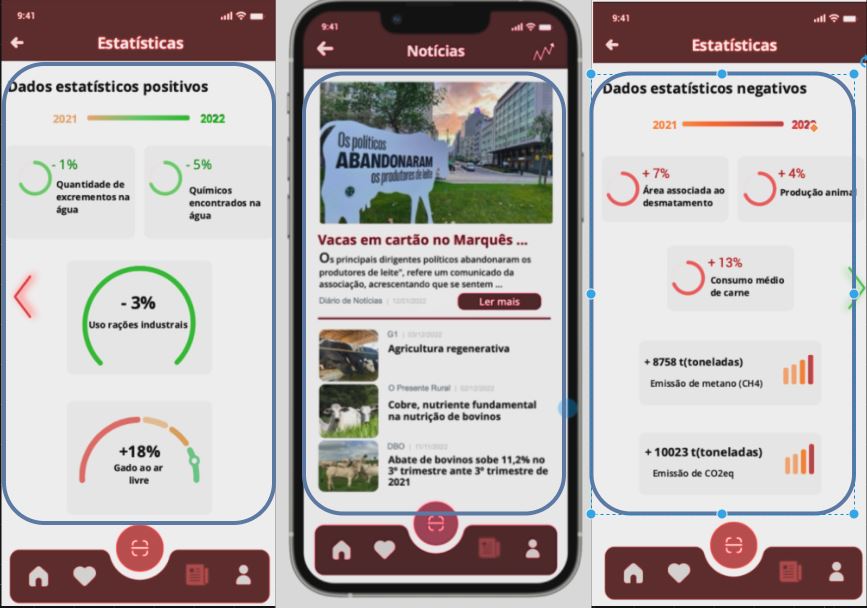 9:41
Estatísticas
Dados estatísticos positivos
2021
2022
- 1%
Quantidade de
excrementos na
água
- 5%
Químicos
encontrados na
água
- 3%
Uso rações industrais
+18%
Gado ao ar
livre
9:41
Notícias
Os políticos
ABANDONARAM
os produtores de leite
Vacas em cartão no Marquês ...
Os principais dirigentes políticos abandonaram os
produtores de leite", refere um comunicado da
associação, acrescentando que se sentem ...
Diário de Notícias | 12/01/2022
Ler mais
G1 | 03/12/2022
Agricultura regenerativa
O Presente Rural | 02/12/2022
Cobre, nutriente fundamental
na nutrição de bovinos
DBO | 11/11/2022
Abate de bovinos sobe 11,2% no
3º trimestre ante 3º trimestre de
2021
9:41
Estatísticas
Dados estatísticos negativos
2021
2022
+ 7%
Área associada ao
desmatamento
+ 4%
Produção animal
+ 13%
Consumo médio
de carne
+ 8758 t(toneladas)
Emissão de metano (CH4)
+ 10023 t(toneladas)
Emissão de CO2eq